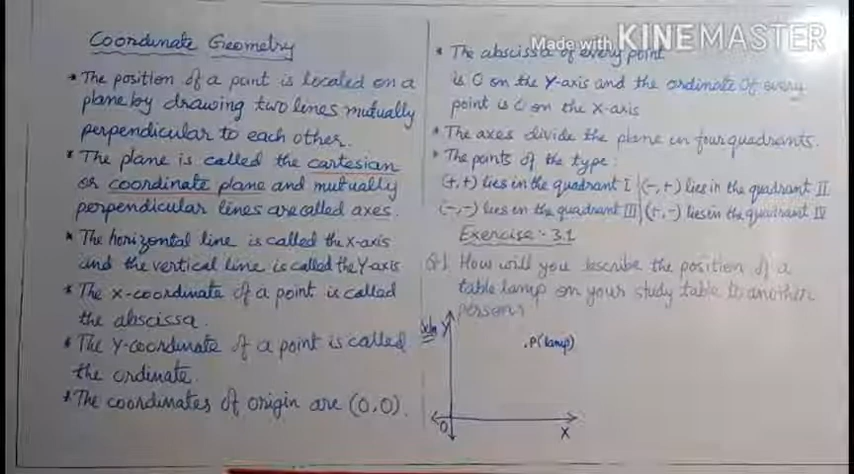 Coordinate Geometry
* The position of a point is located on a
plane by drawing two lines mutually
perpendicular to each other.
* The plane is called the cartesian
or coordinate plane and mutually
perpendicular lines are called axes.
* The horizontal line is called the X-axis
and the vertical line is called the Y-axis
* The x-coordinate of a point is called
the abscissa.
* The Y-coordinate of a point is called
the ordinate.
* The coordinates of origin are (0,0).
Made with KINEMASTER
* The abscissa of every point
is 0 on the Y-axis and the ordinate of every
point is 0 on the X-axis
* The axes divide the plane in four quadrants.
* The points of the type:
(+,+) lies in the quadrant I | (-,+) lies in the quadrant II
(-,-) lies in the quadrant III | (+,-) lies in the quadrant IV
Exercise - 3.1
Q1 How will you describe the position of a
table lamp on your study table to another
person?
Soln Y
.P(lamp)
O
X